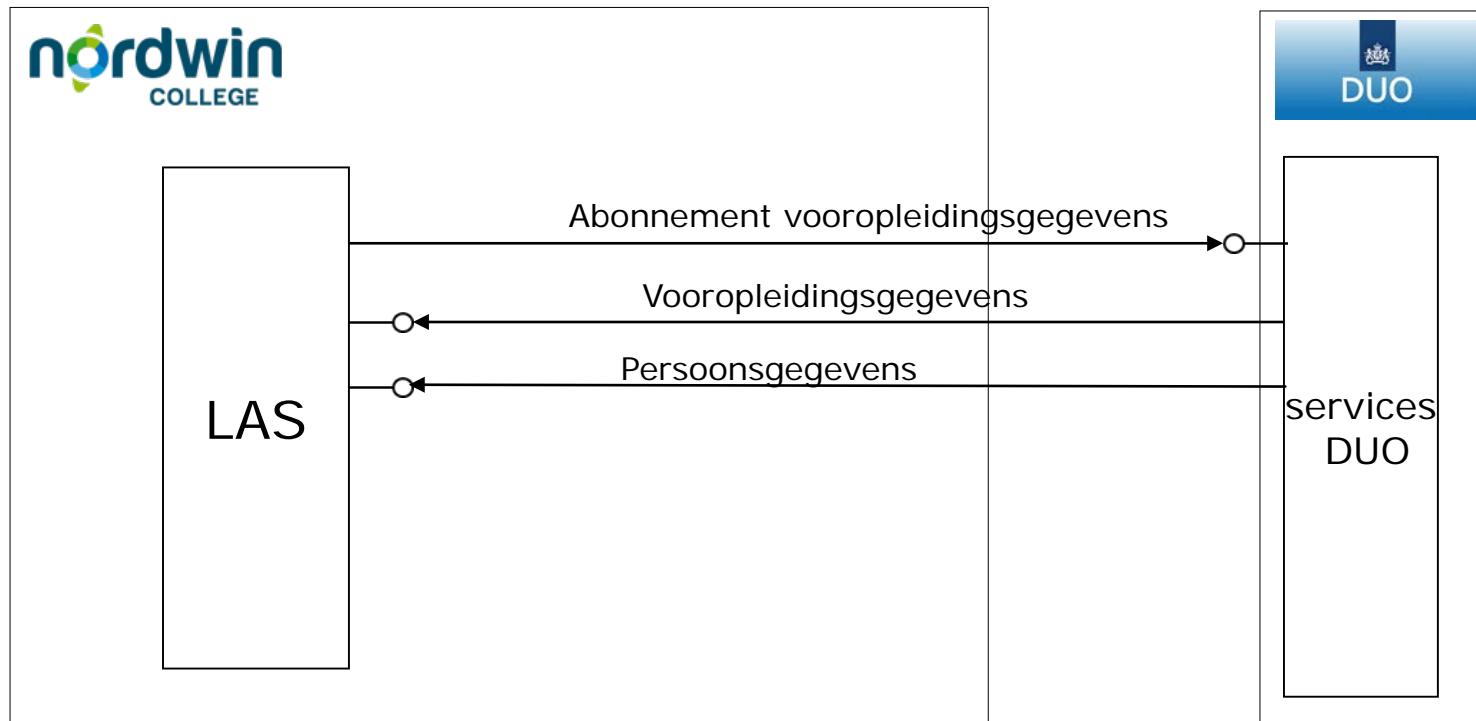 nordwin
COLLEGE
DUO
Abonnement vooropleidingsgegevens
Vooropleidingsgegevens
Persoonsgegevens
LAS
services
DUO